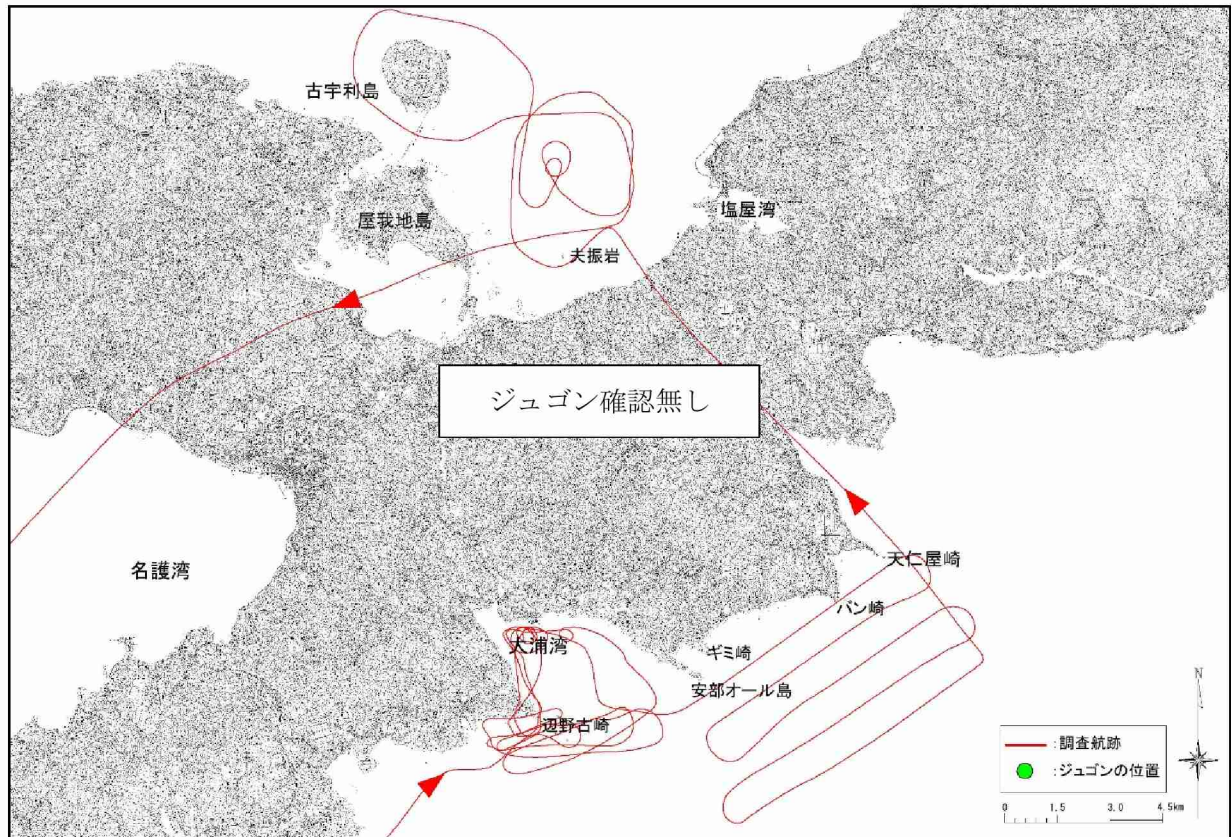 古宇利島
屋我地島
塩屋湾
夫振岩
ジュゴン確認無し
名護湾
天仁屋崎
バン崎
大浦湾
ギミ崎
安部オール島
辺野古崎
N
:調査航跡
:ジュゴンの位置
0 1.5 3.0 4.5km